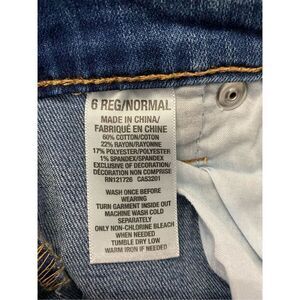 6 REG/NORMAL
MADE IN CHINA/
FABRIQUÉ EN CHINE
60% COTTON/COTON
22% RAYON/RAYONNE
17% POLYESTER/POLYESTER
1% SPANDEX/SPANDEX
EXCLUSIVE OF DECORATION/
DÉCORATION NON COMPRISE
RN121726 CA53201
WASH ONCE BEFORE
WEARING
TURN GARMENT INSIDE OUT
MACHINE WASH COLD
SEPARATELY
ONLY NON-CHLORINE BLEACH
WHEN NEEDED
TUMBLE DRY LOW
WARM IRON IF NEEDED